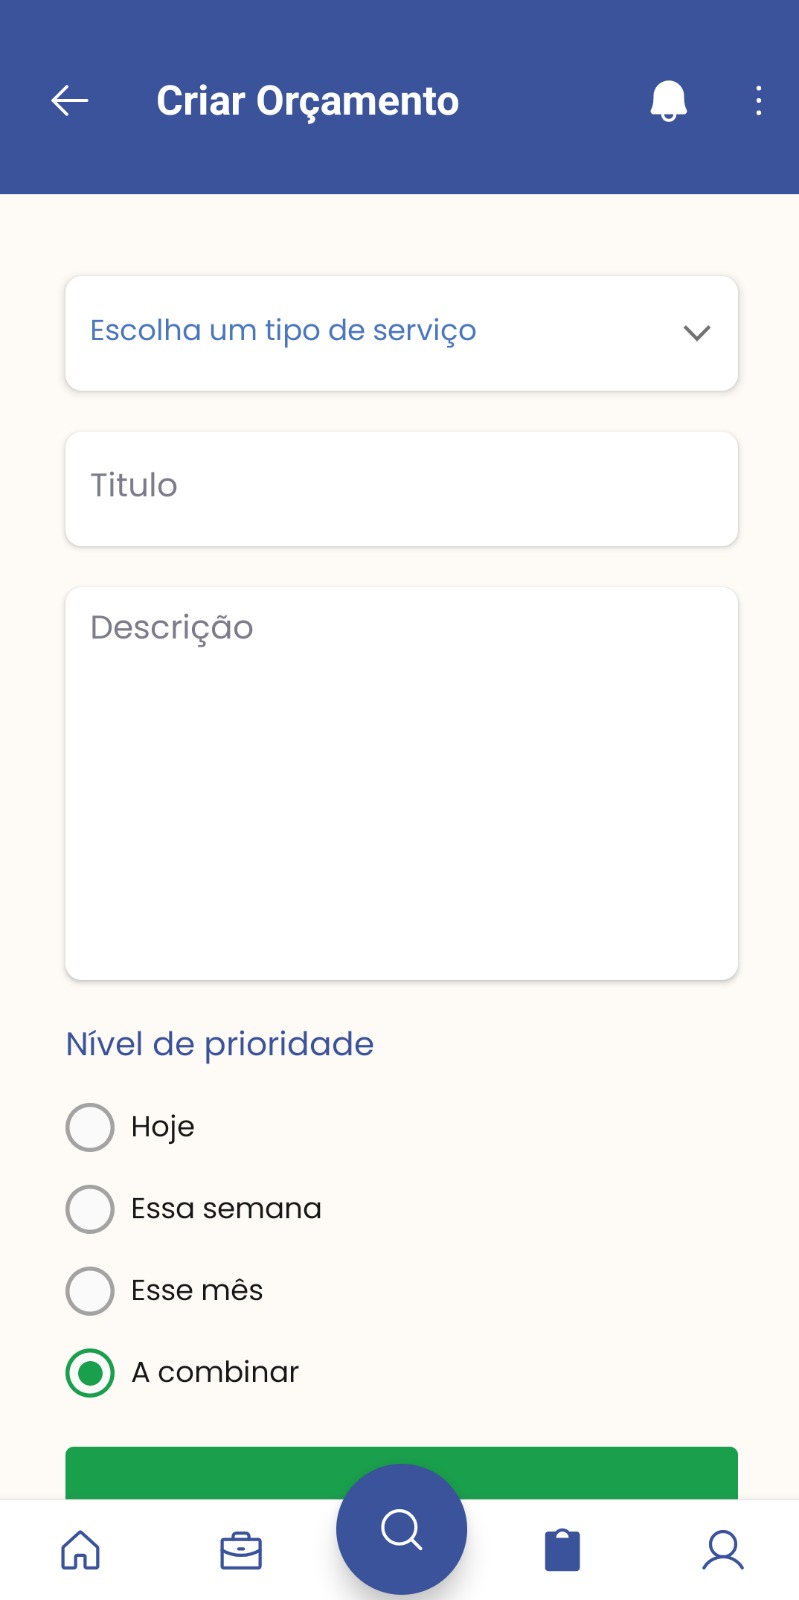 Criar Orçamento
Escolha um tipo de serviço
Titulo
Descrição
Nível de prioridade
Hoje
Essa semana
Esse mês
A combinar